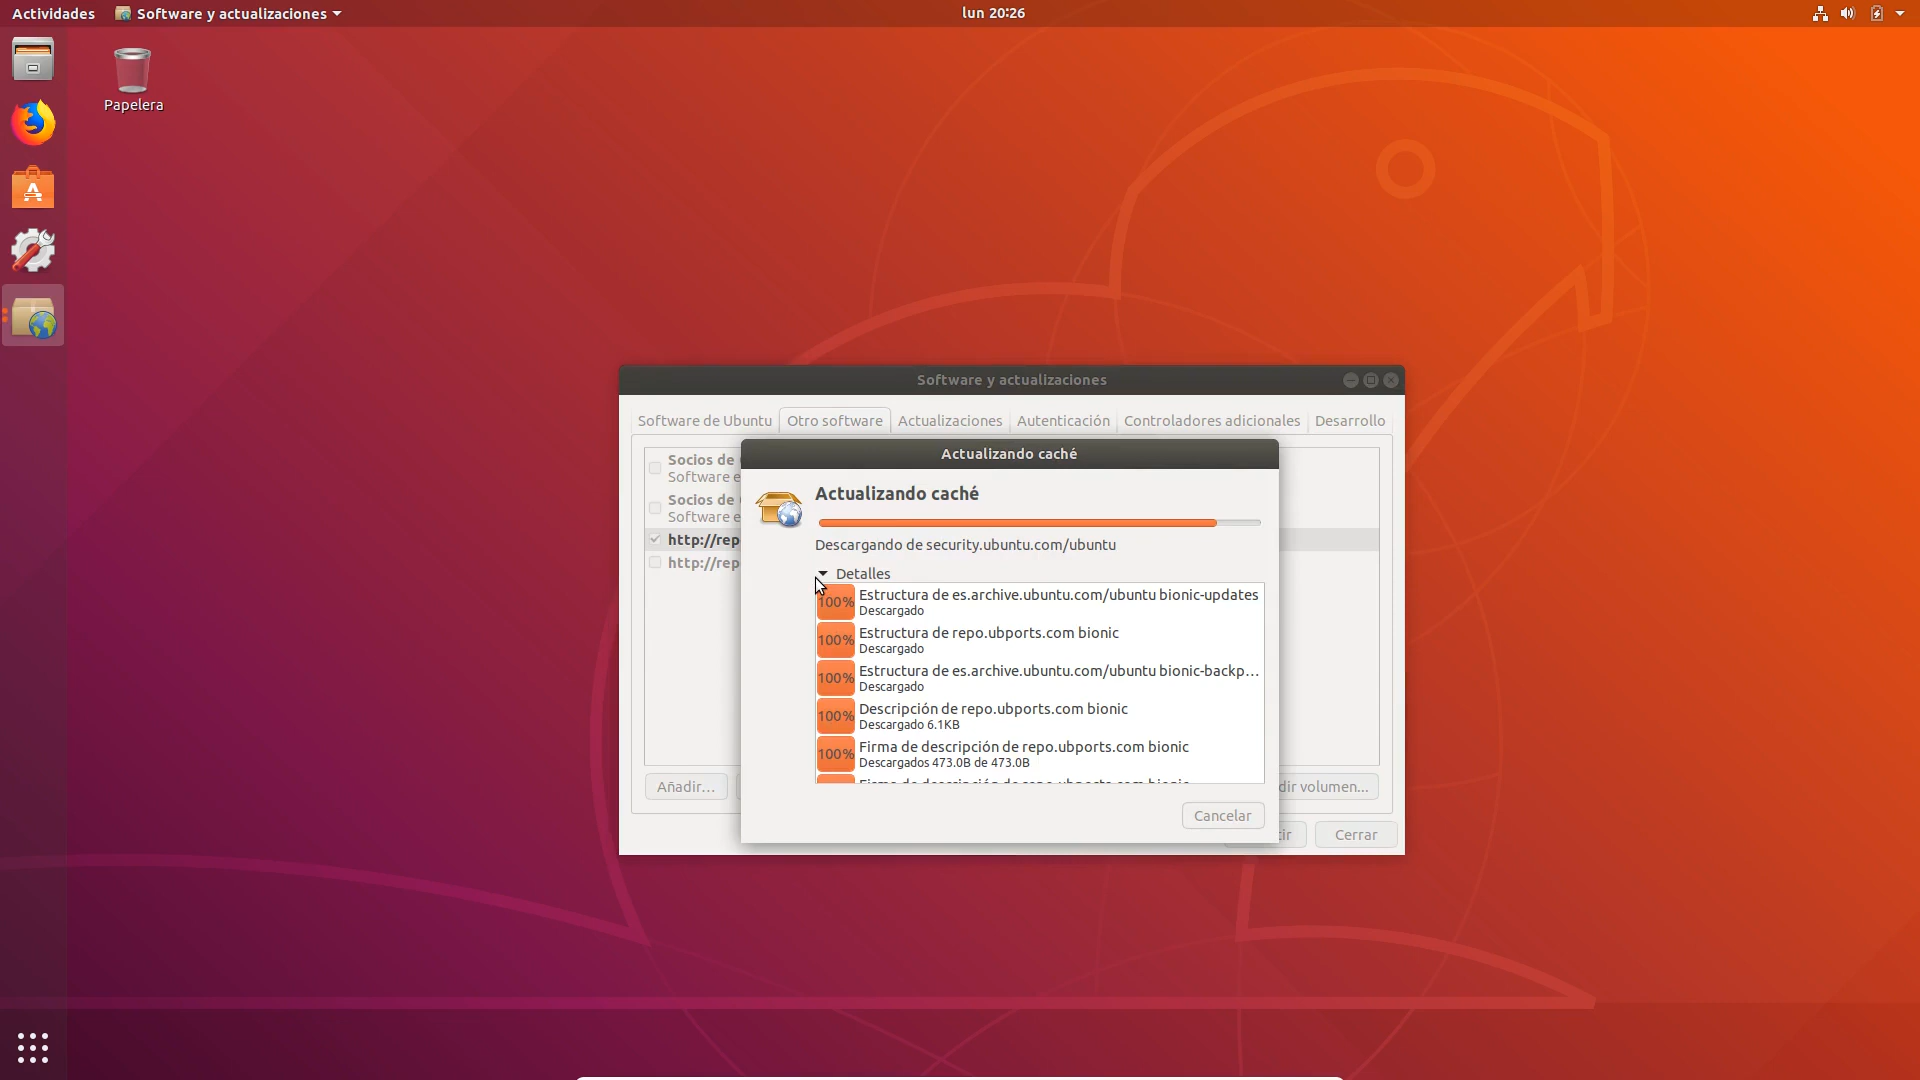 Actividades
Software y actualizaciones
lun 20:26
Papelera
Software y actualizaciones
Software de Ubuntu
Otro software
Actualizaciones
Autenticación
Controladores adicionales
Desarrollo
Socios de
Software e
Socios de
Software e
http://rep
http://rep
Añadir…
dir volumen…
Cerrar
Actualizando caché
Actualizando caché
Descargando de security.ubuntu.com/ubuntu
Detalles
100% Estructura de es.archive.ubuntu.com/ubuntu bionic-updates
Descargado
100% Estructura de repo.ubports.com bionic
Descargado
100% Estructura de es.archive.ubuntu.com/ubuntu bionic-backp…
Descargado
100% Descripción de repo.ubports.com bionic
Descargado 6.1KB
100% Firma de descripción de repo.ubports.com bionic
Descargados 473.0B de 473.0B
Cancelar